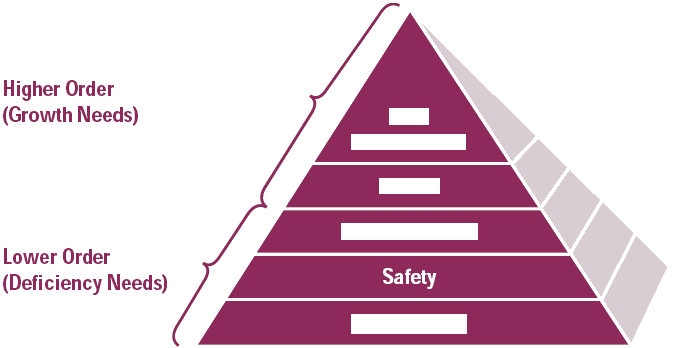 Higher Order
(Growth Needs)
Lower Order
(Deficiency Needs)
Safety